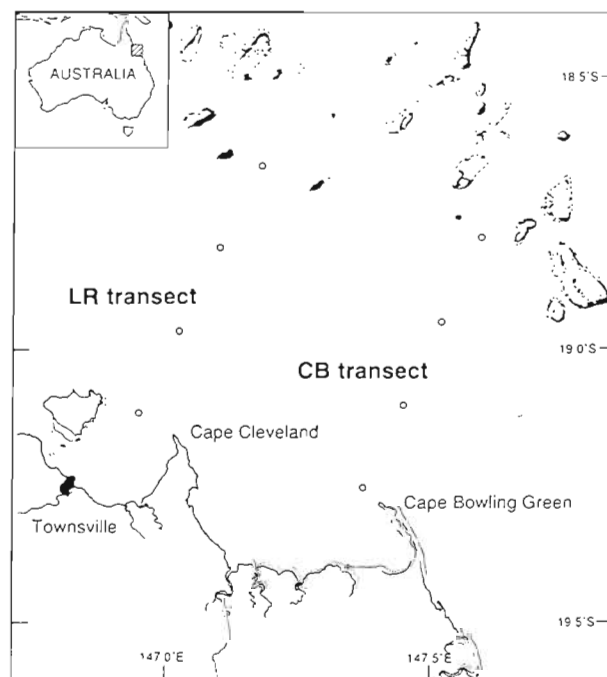 AUSTRALIA
18.5°S
LR transect
19.0°S
CB transect
Cape Cleveland
Cape Bowling Green
Townsville
19.5°S
147.0°E
147.5°E